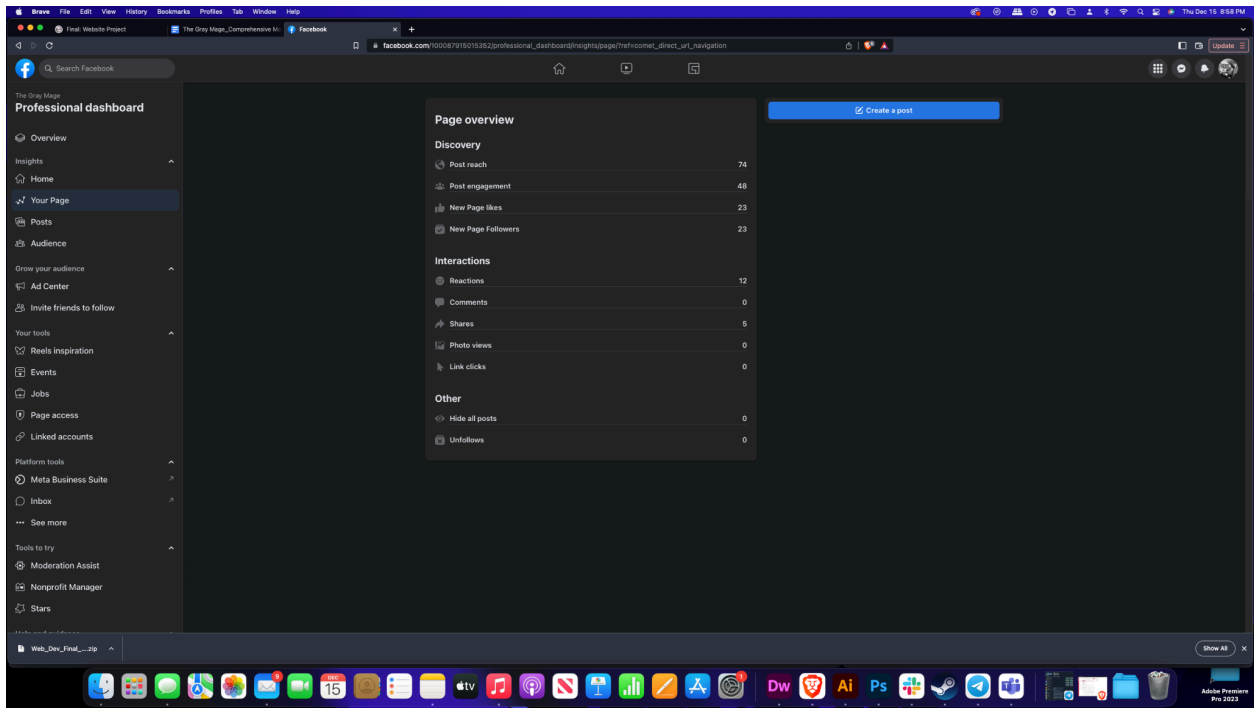 Brave File Edit View History Bookmarks Profiles Tab Window Help Thu Dec 15 8:58 PM
Final: Website Project The Gray Mage_Comprehensive M Facebook
facebook.com/100087915015352/professional_dashboard/insights/page/?ref=comet_direct_url_navigation Update
Search Facebook
The Gray Mage
Professional dashboard
Overview
Insights
Home
Your Page
Posts
Audience
Grow your audience
Ad Center
Invite friends to follow
Your tools
Reels inspiration
Events
Jobs
Page access
Linked accounts
Platform tools
Meta Business Suite
Inbox
See more
Tools to try
Moderation Assist
Nonprofit Manager
Stars
Page overview
Discovery
Post reach 74
Post engagement 48
New Page likes 23
New Page Followers 23
Interactions
Reactions 12
Comments 0
Shares 5
Photo views 0
Link clicks 0
Other
Hide all posts 0
Unfollows 0
Create a post
Web_Dev_Final_....zip Show All
DEC
15
tv
Dw Ai Ps
Adobe Premiere
Pro 2023